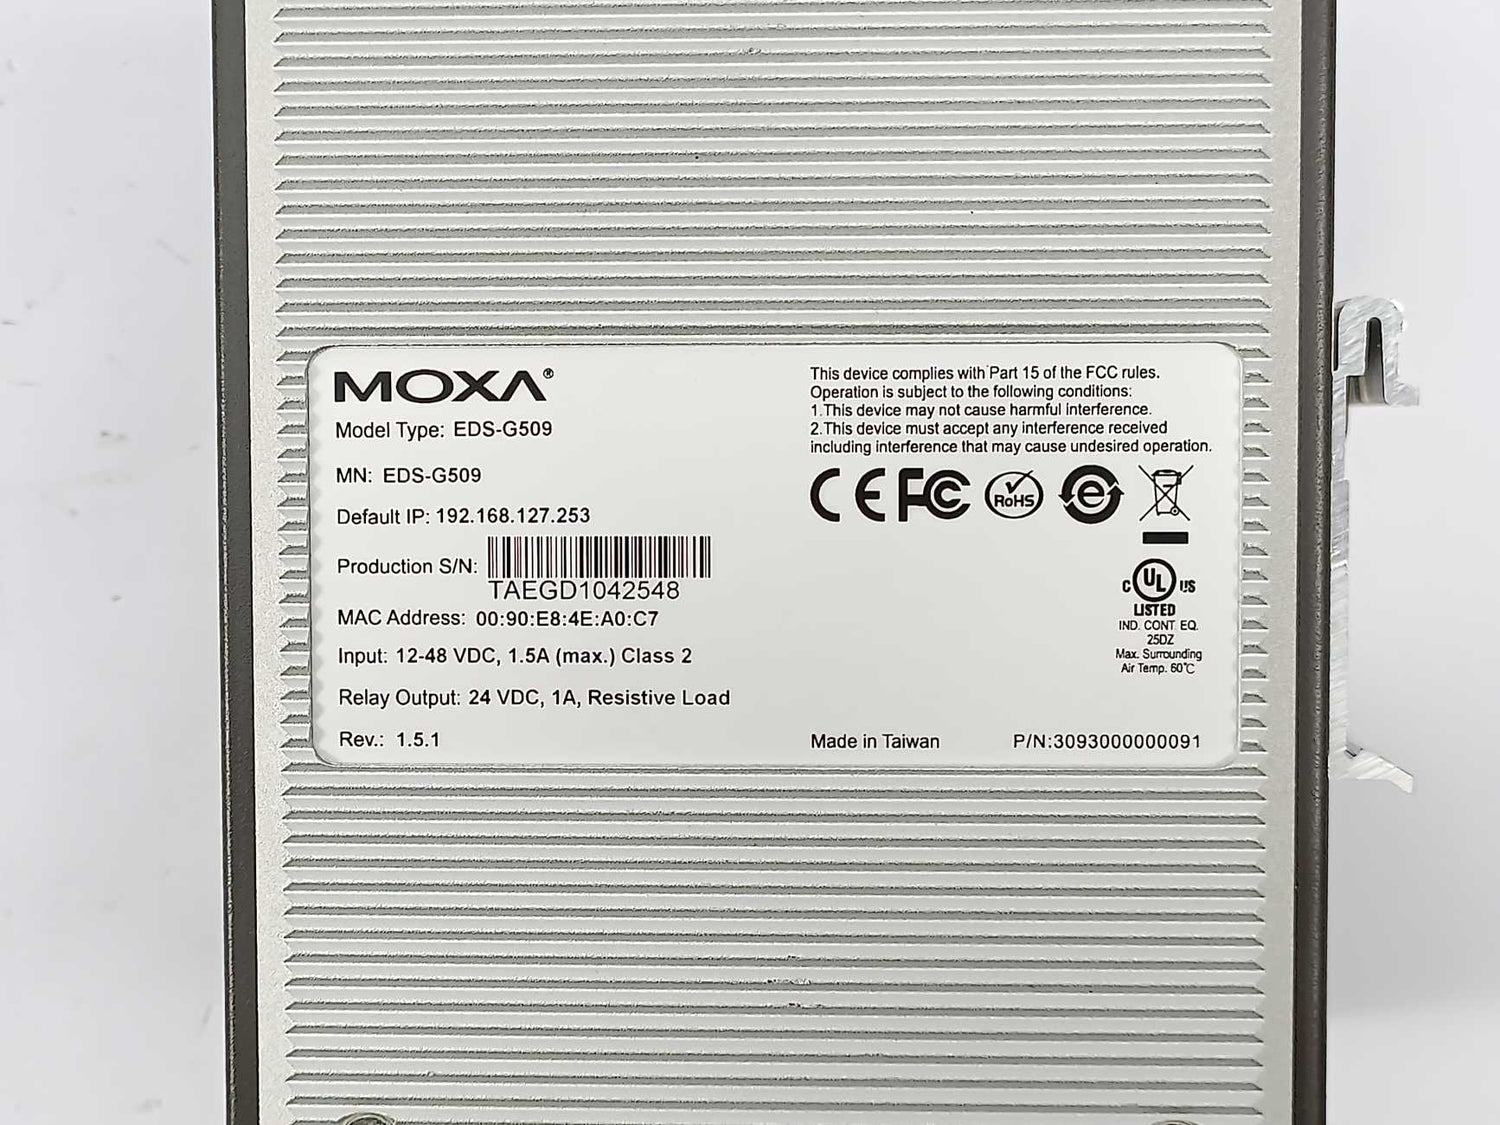 MOXA®
Model Type: EDS-G509
MN: EDS-G509
Default IP: 192.168.127.253
Production S/N:
TAEGD1042548
MAC Address: 00:90:E8:4E:A0:C7
Input: 12-48 VDC, 1.5A (max.) Class 2
Relay Output: 24 VDC, 1A, Resistive Load
Rev.: 1.5.1
This device complies with Part 15 of the FCC rules.
Operation is subject to the following conditions:
1.This device may not cause harmful interference.
2.This device must accept any interference received
including interference that may cause undesired operation.
CE FC RoHS e
C UL US
LISTED
IND. CONT. EQ.
25DZ
Max. Surrounding
Air Temp. 60°C
Made in Taiwan
P/N:3093000000091